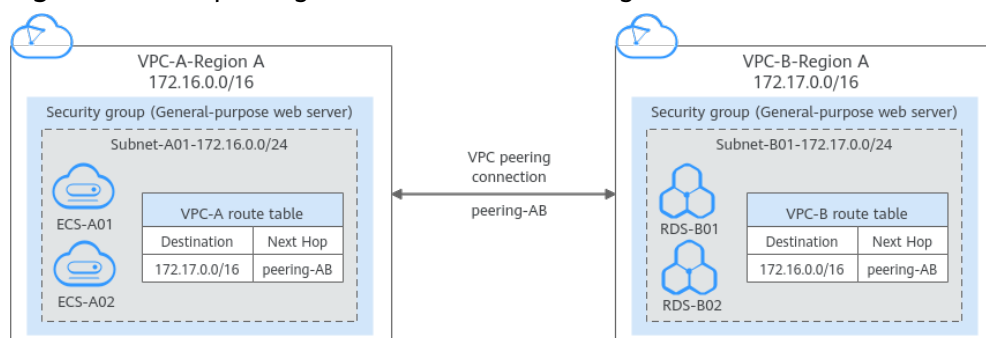 VPC-A-Region A
172.16.0.0/16
Security group (General-purpose web server)
Subnet-A01-172.16.0.0/24
ECS-A01
ECS-A02
VPC-A route table
Destination Next Hop
172.17.0.0/16 peering-AB
VPC peering
connection
peering-AB
VPC-B-Region A
172.17.0.0/16
Security group (General-purpose web server)
Subnet-B01-172.17.0.0/24
RDS-B01
RDS-B02
VPC-B route table
Destination Next Hop
172.16.0.0/16 peering-AB